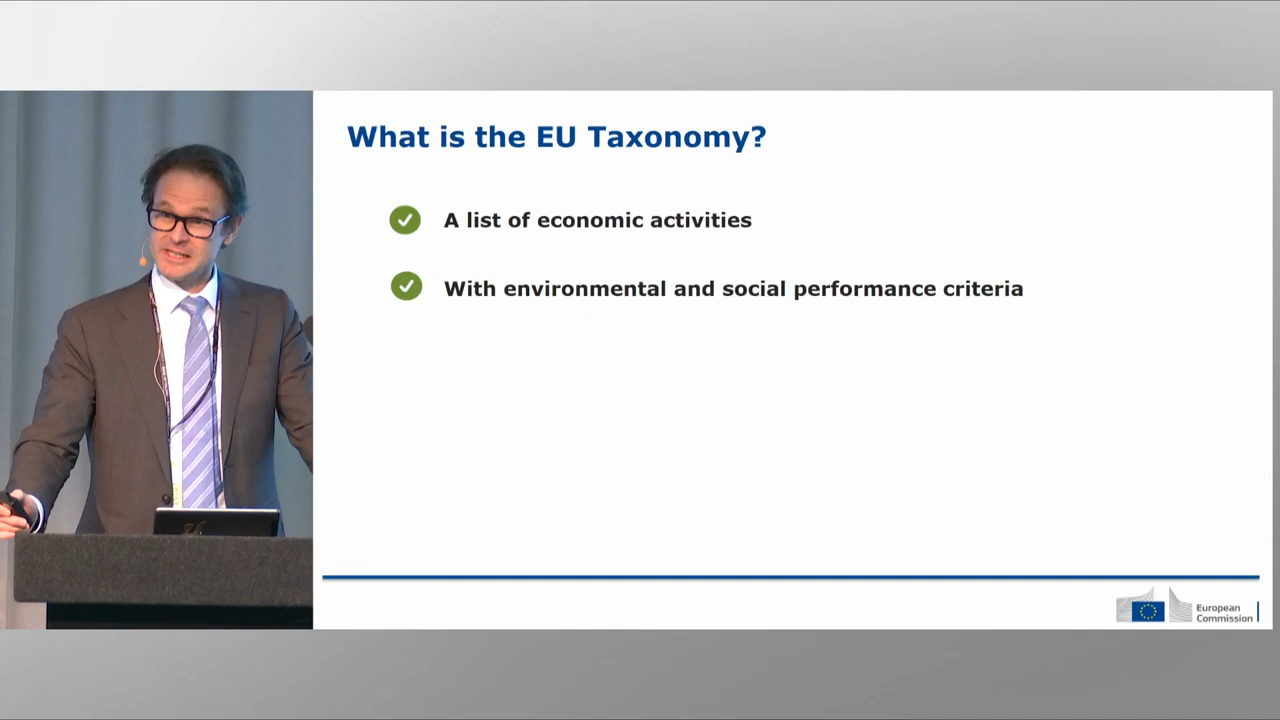 What is the EU Taxonomy?
A list of economic activities
With environmental and social performance criteria
European
Commission